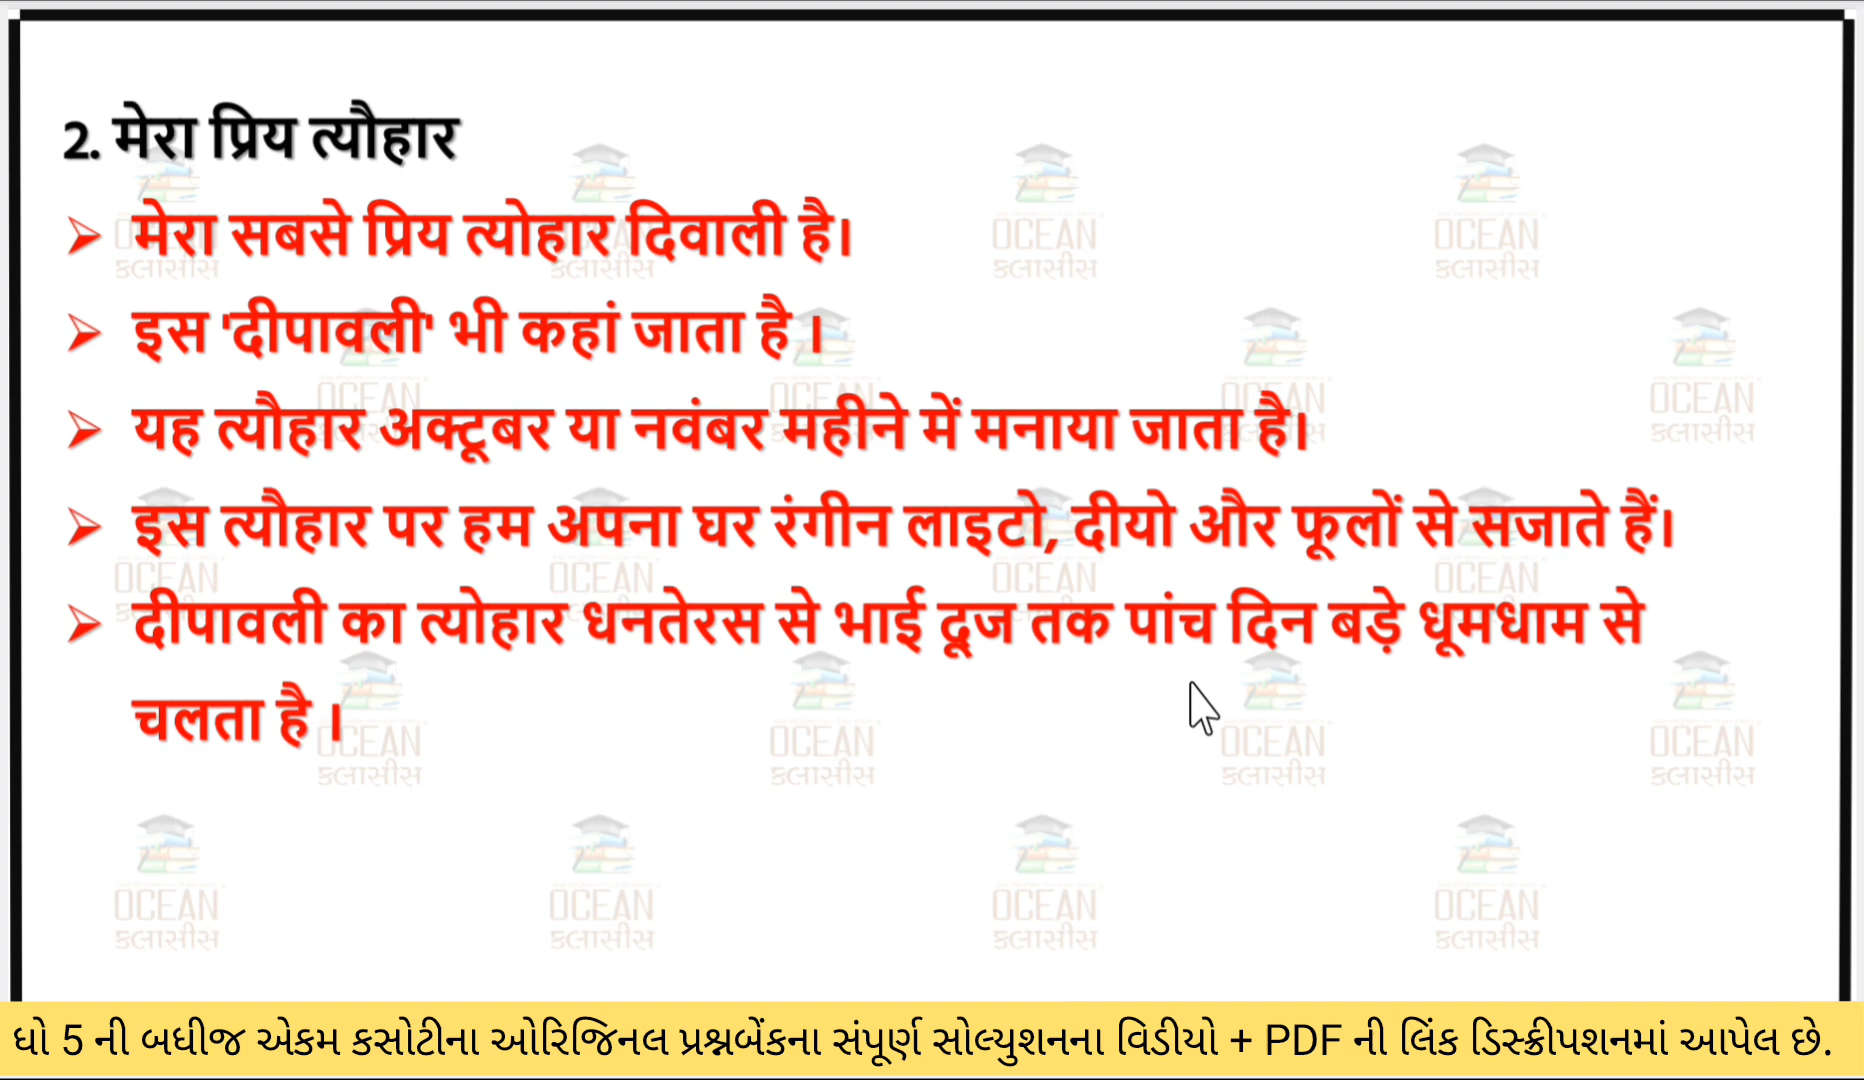 2. मेरा प्रिय त्यौहार
➢ मेरा सबसे प्रिय त्योहार दिवाली है।
➢ इस 'दीपावली' भी कहां जाता है ।
➢ यह त्यौहार अक्टूबर या नवंबर महीने में मनाया जाता है।
➢ इस त्यौहार पर हम अपना घर रंगीन लाइटो, दीयो और फूलों से सजाते हैं।
➢ दीपावली का त्योहार धनतेरस से भाई दूज तक पांच दिन बड़े धूमधाम से
चलता है ।
OCEAN
ક્લાસીસ
ધો 5 ની બધીજ એકમ કસોટીના ઓરિજિનલ પ્રશ્નબેંકના સંપૂર્ણ સોલ્યુશનના વિડીયો + PDF ની લિંક ડિસ્ક્રીપશનમાં આપેલ છે.